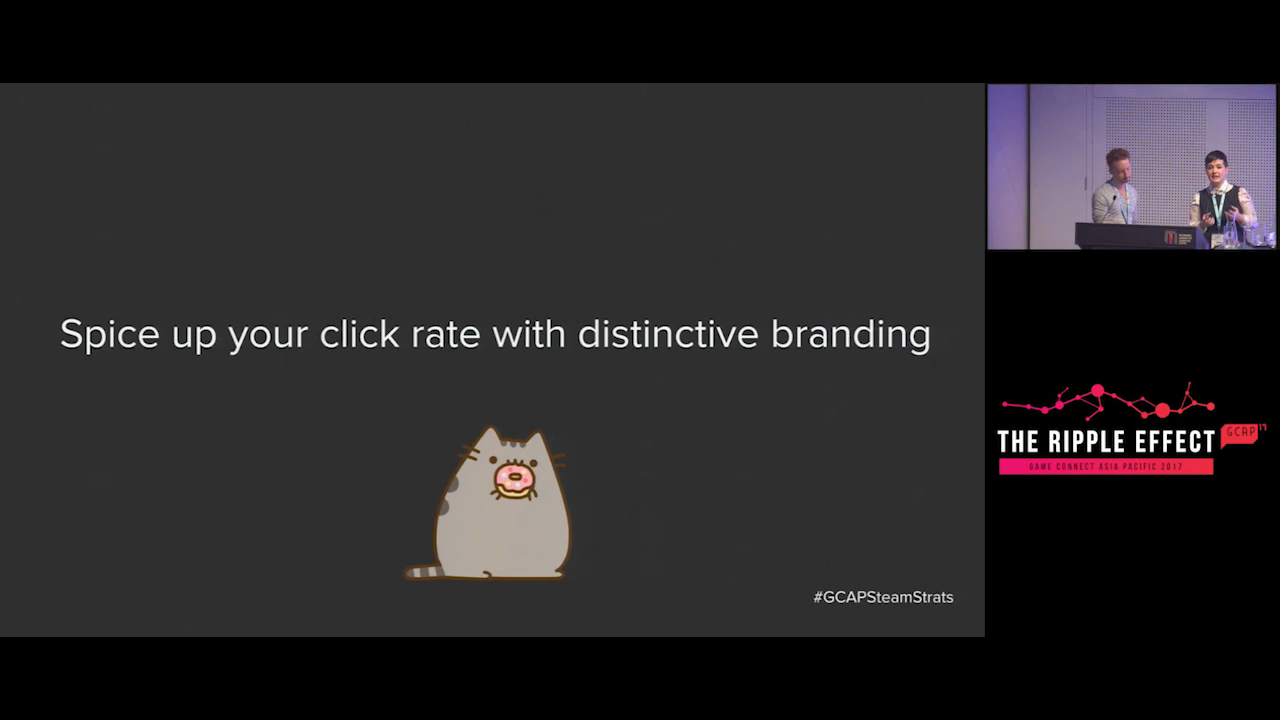 Spice up your click rate with distinctive branding
#GCAPSteamStrats
THE RIPPLE EFFECT
GCAP 17
GAME CONNECT ASIA PACIFIC 2017